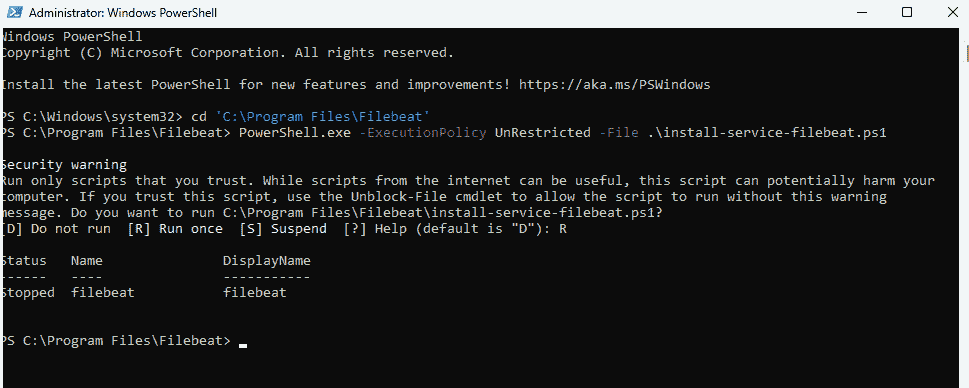 Administrator: Windows PowerShell
Windows PowerShell
Copyright (C) Microsoft Corporation. All rights reserved.
Install the latest PowerShell for new features and improvements! https://aka.ms/PSWindows
PS C:\Windows\system32> cd 'C:\Program Files\Filebeat'
PS C:\Program Files\Filebeat> PowerShell.exe -ExecutionPolicy UnRestricted -File .\install-service-filebeat.ps1
Security warning
Run only scripts that you trust. While scripts from the internet can be useful, this script can potentially harm your
computer. If you trust this script, use the Unblock-File cmdlet to allow the script to run without this warning
message. Do you want to run C:\Program Files\Filebeat\install-service-filebeat.ps1?
[D] Do not run  [R] Run once  [S] Suspend  [?] Help (default is "D"): R
Status   Name               DisplayName
------   ----               -----------
Stopped  filebeat           filebeat
PS C:\Program Files\Filebeat>